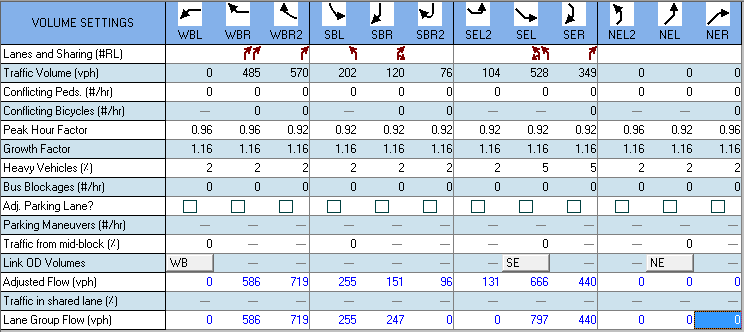 VOLUME SETTINGS WBL WBR WBR2 SBL SBR SBR2 SEL2 SEL SER NEL2 NEL NER
Lanes and Sharing (#RL)
Traffic Volume (vph) 0 485 570 202 120 76 104 528 349 0 0 0
Conflicting Peds. (#/hr) 0 0 0 0 0 0 0 0 0 0 0 0
Conflicting Bicycles (#/hr) — 0 0 — 0 0 — — 0 — — 0
Peak Hour Factor 0.96 0.96 0.92 0.92 0.92 0.92 0.92 0.92 0.92 0.96 0.92 0.96
Growth Factor 1.16 1.16 1.16 1.16 1.16 1.16 1.16 1.16 1.16 1.16 1.16 1.16
Heavy Vehicles (%) 2 2 2 2 2 2 2 5 5 2 2 2
Bus Blockages (#/hr) 0 0 0 0 0 0 0 0 0 0 0 0
Adj. Parking Lane?
Parking Maneuvers (#/hr) — — — — — — — — — — — —
Traffic from mid-block (%) 0 — — 0 — — — 0 — — 0 —
Link OD Volumes WB — — — — — — SE — — NE —
Adjusted Flow (vph) 0 586 719 255 151 96 131 666 440 0 0 0
Traffic in shared lane (%) — — — — — — — — — — — —
Lane Group Flow (vph) 0 586 719 255 247 0 0 797 440 0 0 0